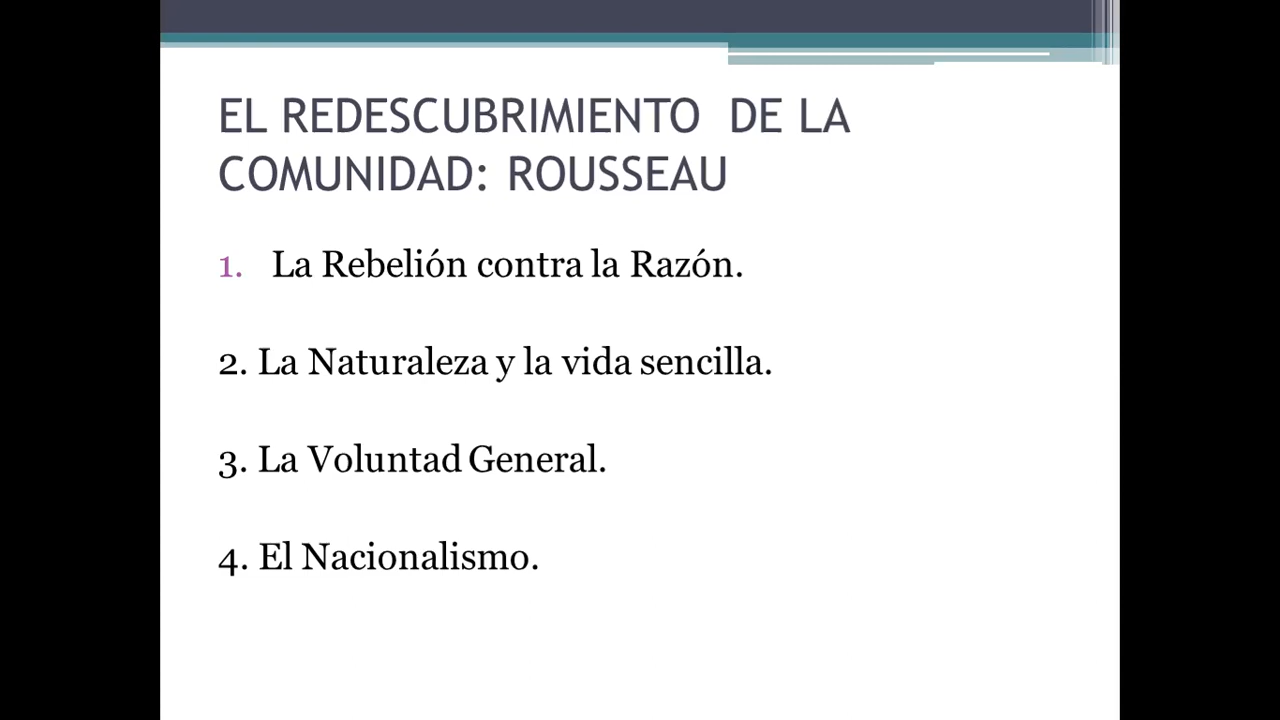 EL REDESCUBRIMIENTO DE LA
COMUNIDAD: ROUSSEAU
1. La Rebelión contra la Razón.
2. La Naturaleza y la vida sencilla.
3. La Voluntad General.
4. El Nacionalismo.